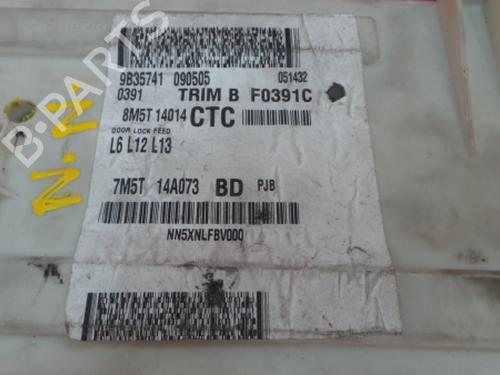 9B35741 090505 051432
0391 TRIM B F0391C
8M5T 14014 CTC
DOOR LOCK FEED
L6 L12 L13
7M5T 14A073 BD PJB
NN5XNLFBV000
B-PARTS